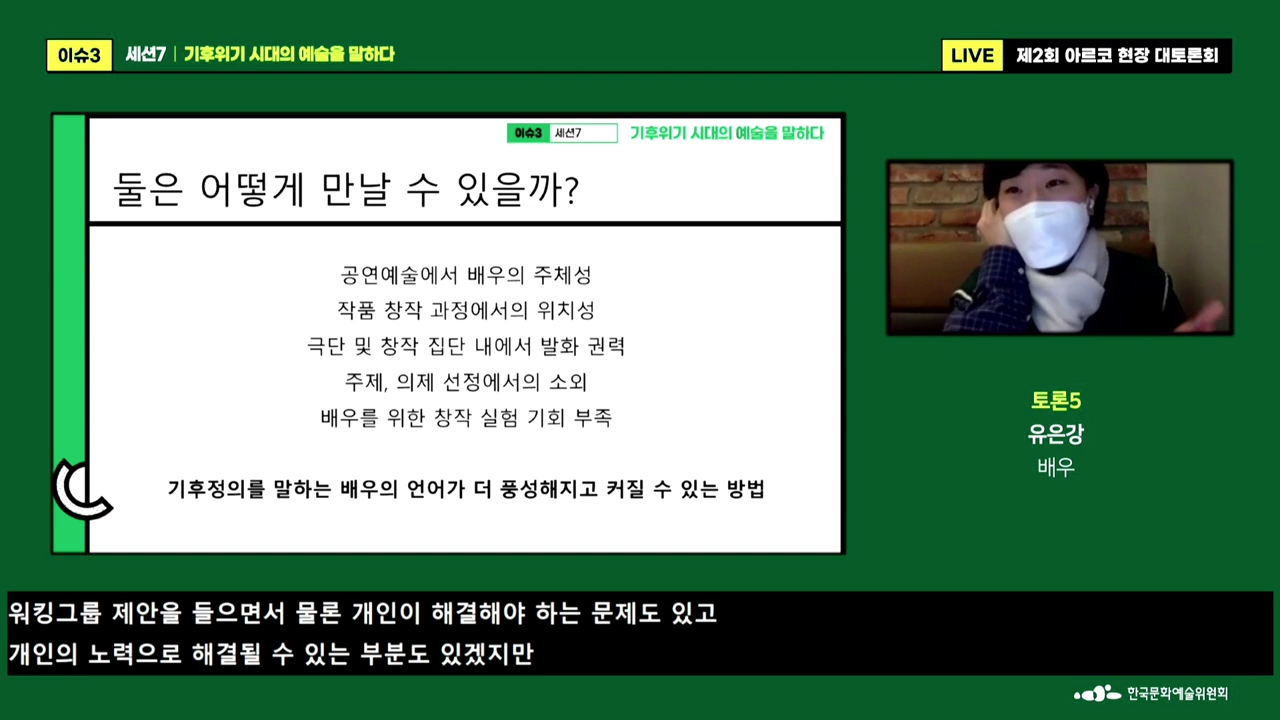 이슈3 세션7 | 기후위기 시대의 예술을 말하다
LIVE 제2회 아르코 현장 대토론회
이슈3 세션7 기후위기 시대의 예술을 말하다
둘은 어떻게 만날 수 있을까?
공연예술에서 배우의 주체성
작품 창작 과정에서의 위치성
극단 및 창작 집단 내에서 발화 권력
주제, 의제 선정에서의 소외
배우를 위한 창작 실험 기회 부족
기후정의를 말하는 배우의 언어가 더 풍성해지고 커질 수 있는 방법
토론5
유은강
배우
워킹그룹 제안을 들으면서 물론 개인이 해결해야 하는 문제도 있고
개인의 노력으로 해결될 수 있는 부분도 있겠지만
한국문화예술위원회